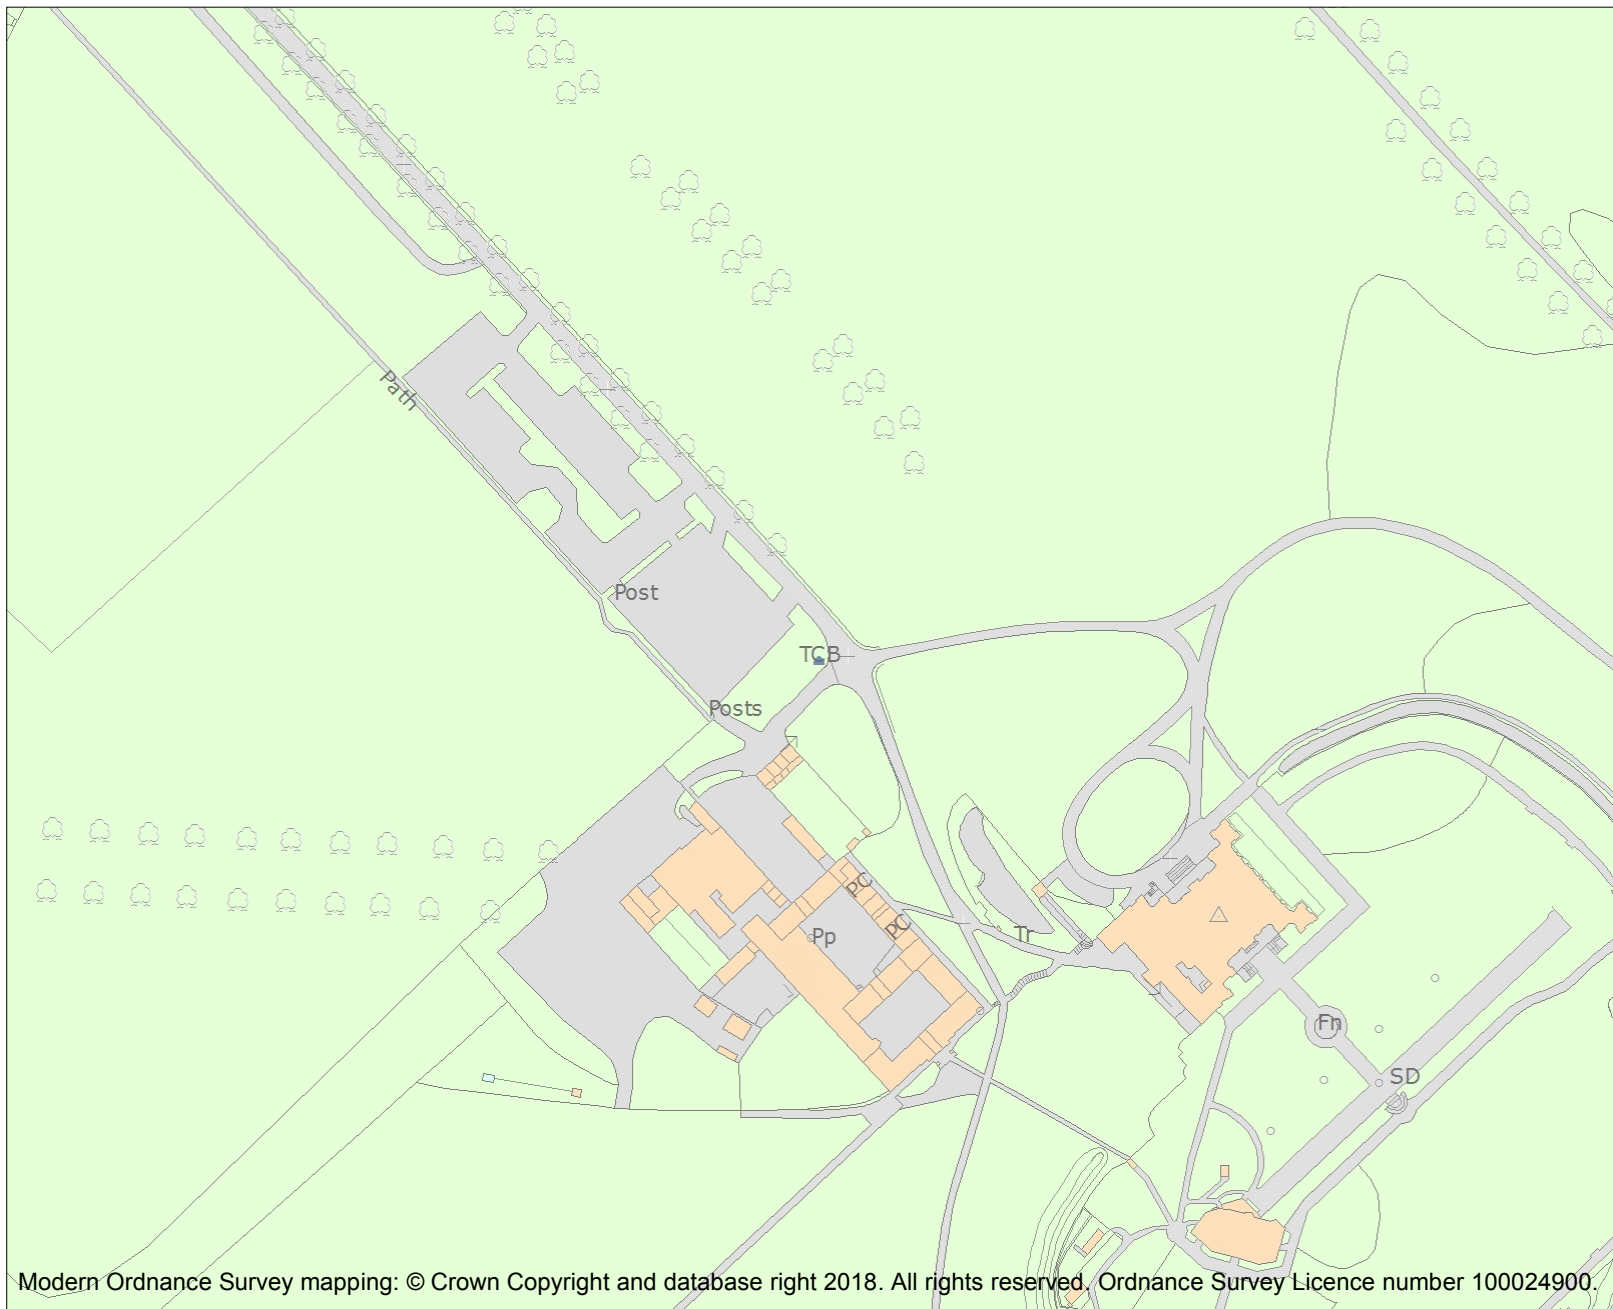 Path
Post
TCB
Posts
PC
PC
Pp
Tr
Fn
SD
Modern Ordnance Survey mapping: © Crown Copyright and database right 2018. All rights reserved. Ordnance Survey Licence number 100024900.